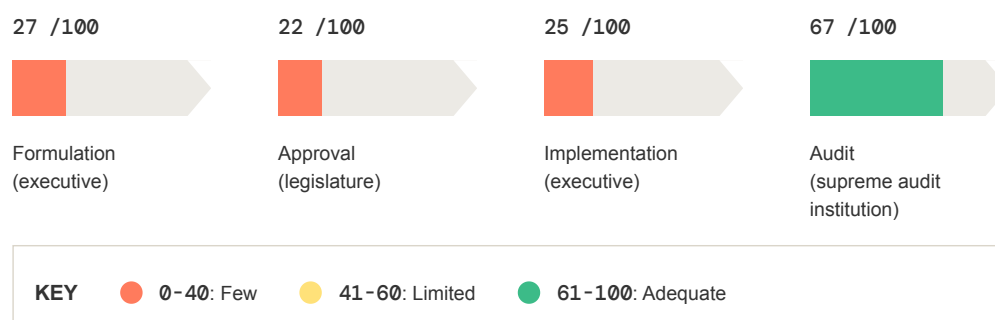 27 /100
22 /100
25 /100
67 /100
Formulation
(executive)
Approval
(legislature)
Implementation
(executive)
Audit
(supreme audit
institution)
KEY
0-40: Few
41-60: Limited
61-100: Adequate